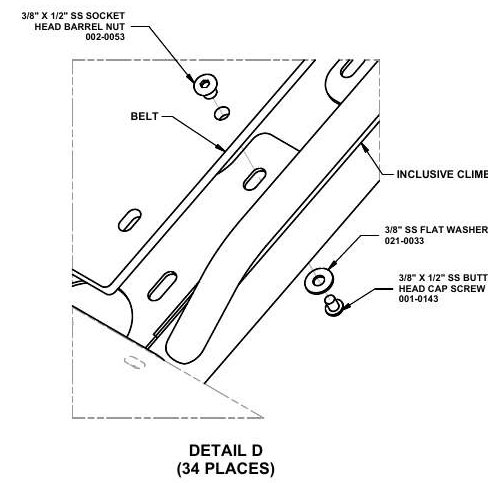 3/8" X 1/2" SS SOCKET
HEAD BARREL NUT
002-0053
BELT
INCLUSIVE CLIMB
3/8" SS FLAT WASHER
021-0033
3/8" X 1/2" SS BUTT
HEAD CAP SCREW
001-0143
DETAIL D
(34 PLACES)